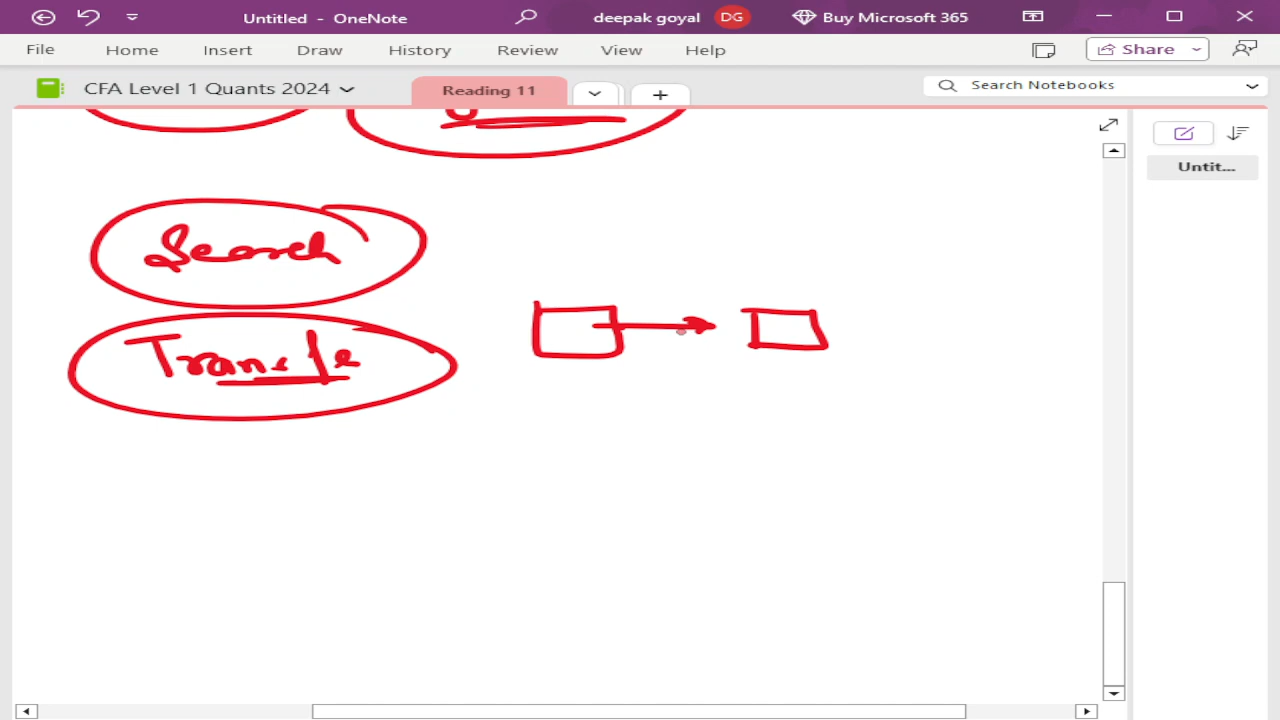 Untitled - OneNote
deepak goyal DG Buy Microsoft 365
File Home Insert Draw History Review View Help Share
CFA Level 1 Quants 2024 Reading 11 + Search Notebooks
Untit...
Search
Transfe